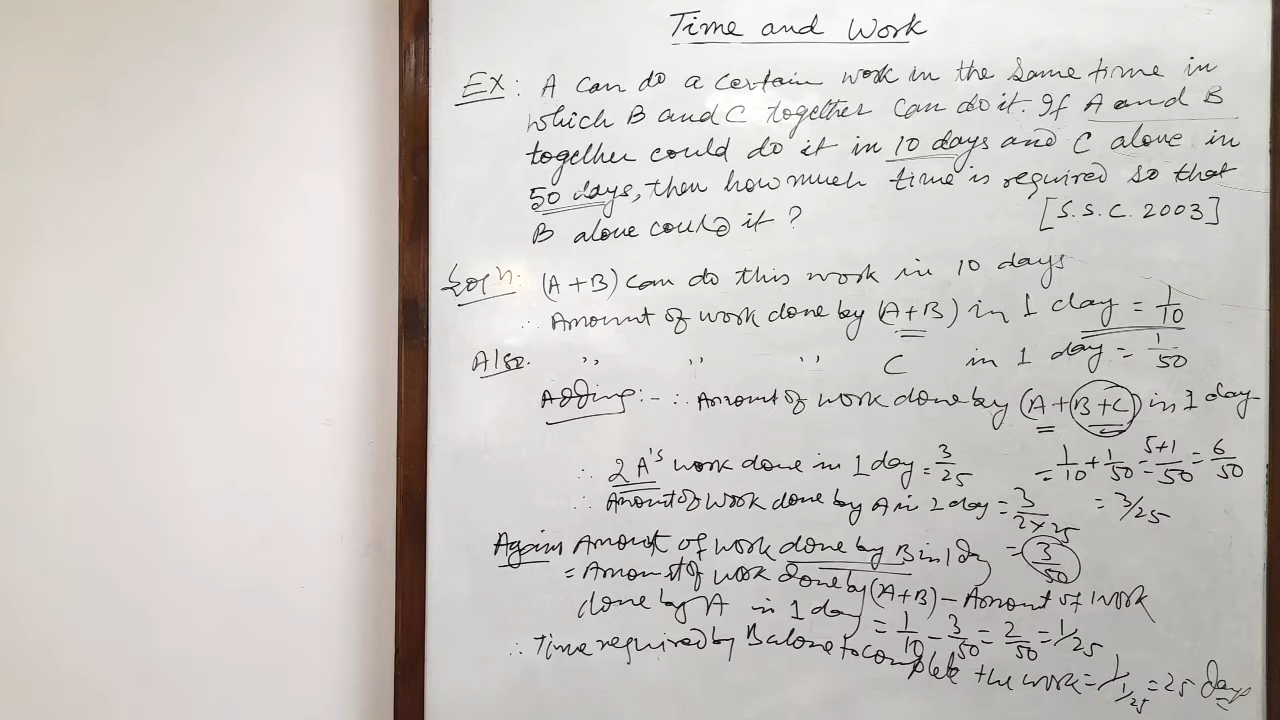 Time and Work
EX: A can do a certain work in the same time in
which B and C together can do it. If A and B
together could do it in 10 days and C alone in
50 days, then how much time is required so that
B alone could it?
[S.S.C. 2003]
Sol'n: (A+B) can do this work in 10 days
∴ Amount of work done by (A+B) in 1 day = 1/10
Also ,, ,, ,, C in 1 day = 1/50
Adding:- ∴ Amount of work done by (A+(B+C)) in 1 day
= 1/10 + 1/50 = 5+1/50 = 6/50
= 3/25
∴ 2A's work done in 1 day = 3/25
∴ Amount of work done by A in 1 day = 3/2×25
= 3/50
Again Amount of work done by B in 1 day
= Amount of work done by (A+B) - Amount of work
done by A in 1 day = 1/10 - 3/50 = 2/50 = 1/25
∴ Time required by B alone to complete the work = 1/1/25 = 25 days